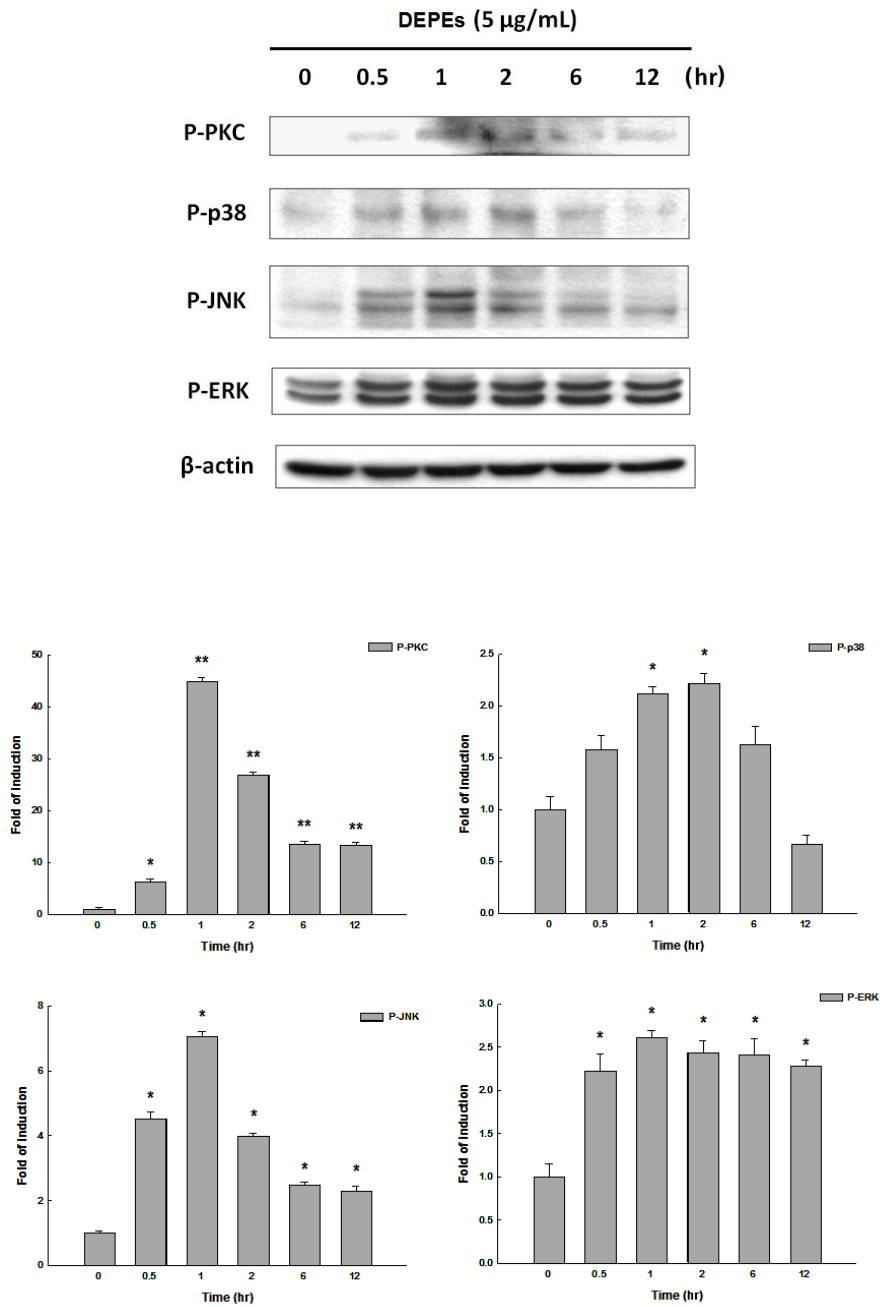 DEPEs (5 µg/mL)
0 0.5 1 2 6 12 (hr)
P-PKC
P-p38
P-JNK
P-ERK
β-actin
P-PKC
Fold of Induction
50
40
30
20
10
0
** ** ** ** *
0 0.5 1 2 6 12
Time (hr)
P-p38
Fold of Induction
2.5
2.0
1.5
1.0
0.5
0.0
* *
0 0.5 1 2 6 12
Time (hr)
P-JNK
Fold of Induction
8
6
4
2
0
* * * * *
0 0.5 1 2 6 12
Time (hr)
P-ERK
Fold of Induction
3.0
2.5
2.0
1.5
1.0
0.5
0.0
* * * * *
0 0.5 1 2 6 12
Time (hr)